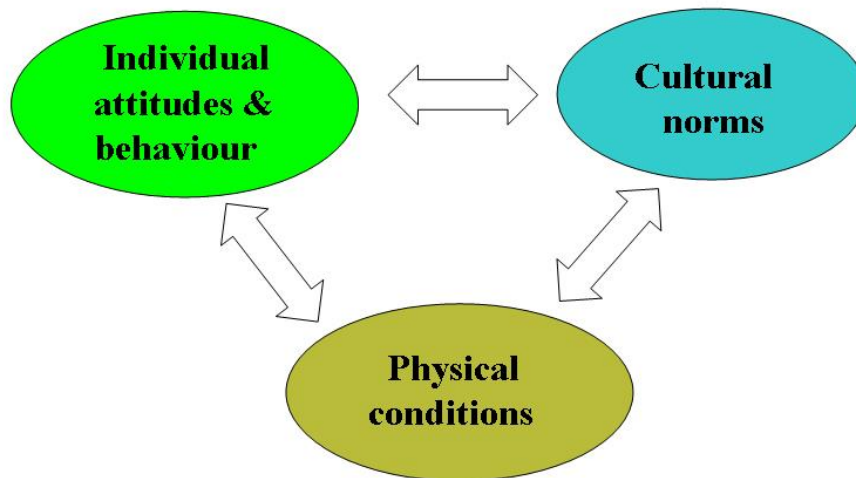 Individual
attitudes &
behaviour
Cultural
norms
Physical
conditions